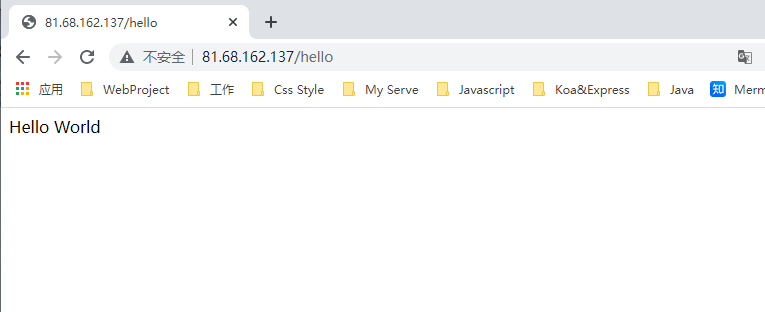 81.68.162.137/hello
不安全 81.68.162.137/hello
应用 WebProject 工作 Css Style My Serve Javascript Koa&Express Java 知 Merm
Hello World